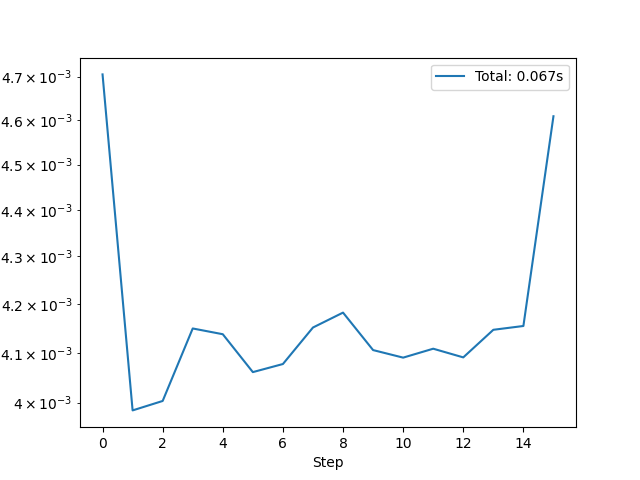 Total: 0.067s
4.7 × 10⁻³
4.6 × 10⁻³
4.5 × 10⁻³
4.4 × 10⁻³
4.3 × 10⁻³
4.2 × 10⁻³
4.1 × 10⁻³
4 × 10⁻³
0 2 4 6 8 10 12 14
Step